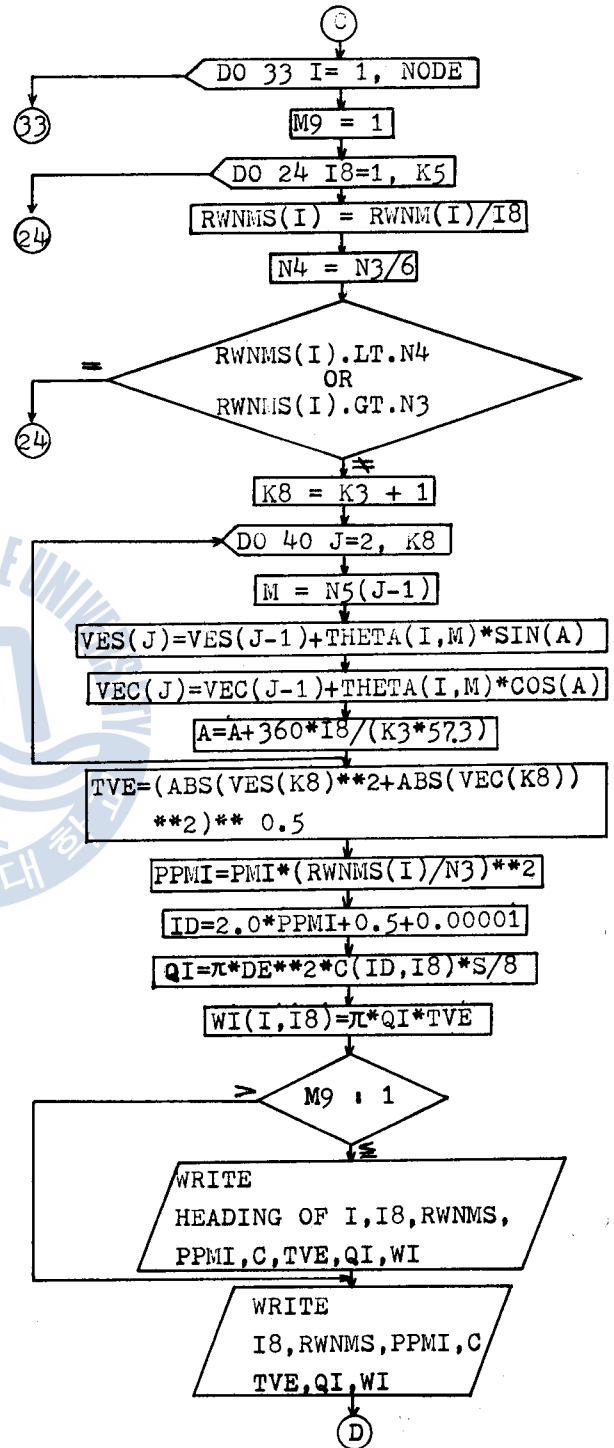 C
DO 33 I= 1, NODE
33
M9 = 1
DO 24 I8=1, K5
24
RWNMS(I) = RWNM(I)/I8
N4 = N3/6
RWNMS(I).LT.N4
OR
RWNMS(I).GT.N3
=
24
≠
K8 = K3 + 1
DO 40 J=2, K8
M = N5(J-1)
VES(J)=VES(J-1)+THETA(I,M)*SIN(A)
VEC(J)=VEC(J-1)+THETA(I,M)*COS(A)
A=A+360*I8/(K3*57.3)
TVE=(ABS(VES(K8)**2+ABS(VEC(K8))
**2)** 0.5
PPMI=PMI*(RWNMS(I)/N3)**2
ID=2.0*PPMI+0.5+0.00001
QI=π*DE**2*C(ID,I8)*S/8
WI(I,I8)=π*QI*TVE
>
M9 : 1
≦
WRITE
HEADING OF I,I8,RWNMS,
PPMI,C,TVE,QI,WI
WRITE
I8,RWNMS,PPMI,C
TVE,QI,WI
D
E UNIVERSITY
대학